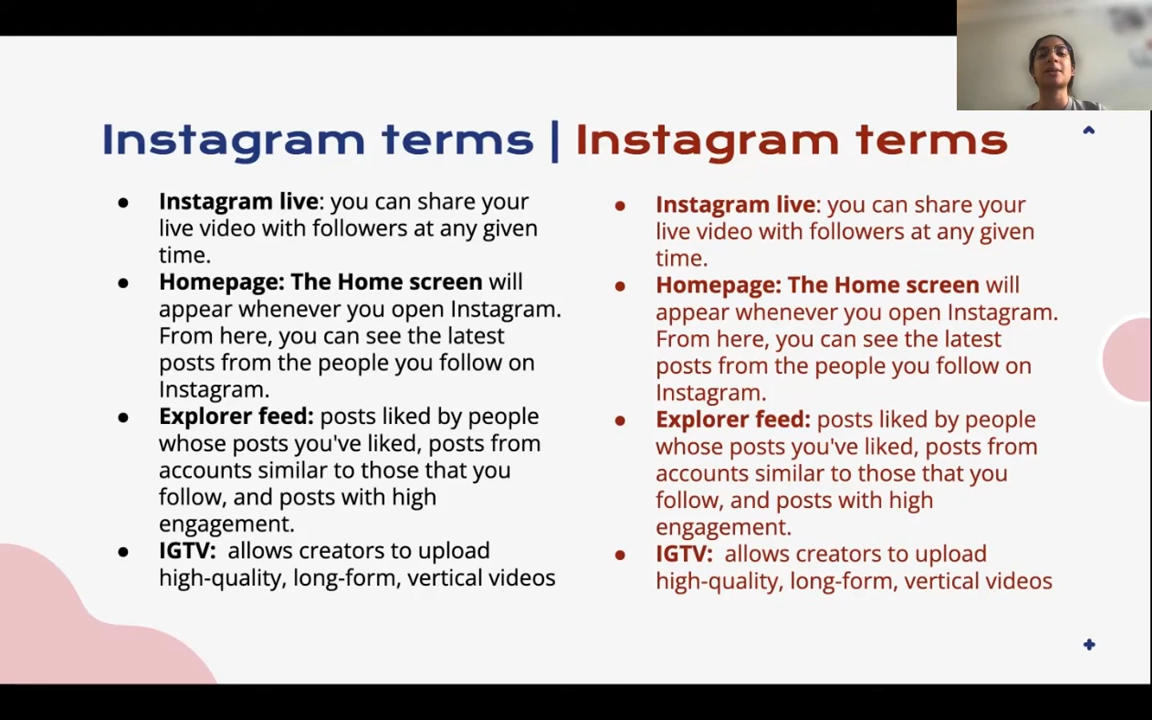 Instagram terms | Instagram terms
● Instagram live: you can share your
live video with followers at any given
time.
● Homepage: The Home screen will
appear whenever you open Instagram.
From here, you can see the latest
posts from the people you follow on
Instagram.
● Explorer feed: posts liked by people
whose posts you've liked, posts from
accounts similar to those that you
follow, and posts with high
engagement.
● IGTV:  allows creators to upload
high-quality, long-form, vertical videos
● Instagram live: you can share your
live video with followers at any given
time.
● Homepage: The Home screen will
appear whenever you open Instagram.
From here, you can see the latest
posts from the people you follow on
Instagram.
● Explorer feed: posts liked by people
whose posts you've liked, posts from
accounts similar to those that you
follow, and posts with high
engagement.
● IGTV:  allows creators to upload
high-quality, long-form, vertical videos